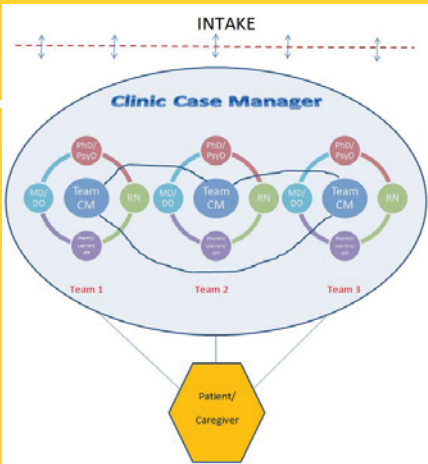 INTAKE
Clinic Case Manager
PhD/
PsyD
PhD/
PsyD
PhD/
PsyD
MD/
DO
Team
CM
RN
MD/
DO
Team
CM
RN
MD/
DO
Team
CM
RN
Team 1
Team 2
Team 3
Patient/
Caregiver